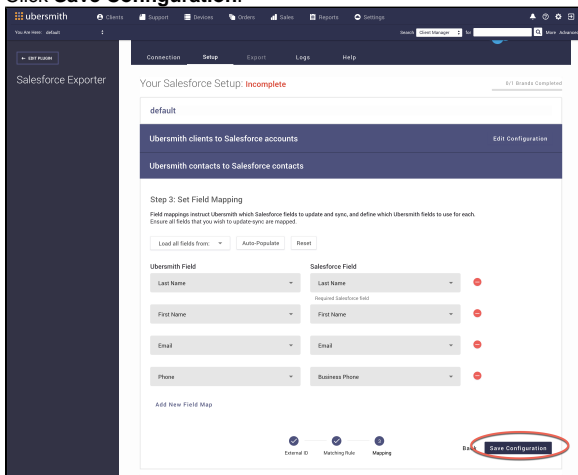 Click Save Configuration.
ubersmith Clients Support Devices Orders Sales Reports Settings
You Are Here: default Search Client Manager for More Advanced
← EDIT PLUGIN Connection Setup Export Logs Help
Salesforce Exporter
Your Salesforce Setup: Incomplete 0/1 Brands Completed
default
Ubersmith clients to Salesforce accounts Edit Configuration
Ubersmith contacts to Salesforce contacts
Step 3: Set Field Mapping
Field mappings instruct Ubersmith which Salesforce fields to update and sync, and define which Ubersmith fields to use for each.
Ensure all fields that you wish to update-sync are mapped.
Load all fields from: Auto-Populate Reset
Ubersmith Field Salesforce Field
Last Name Last Name
Required Salesforce field
First Name First Name
Email Email
Phone Business Phone
Add New Field Map
3
External ID Matching Rule Mapping
Back Save Configuration